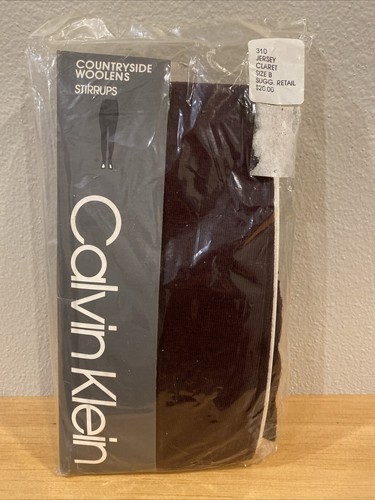 COUNTRYSIDE
WOOLENS
STIRRUPS
Calvin Klein
310
JERSEY
CLARET
SIZE B
SUGG. RETAIL
$20.00